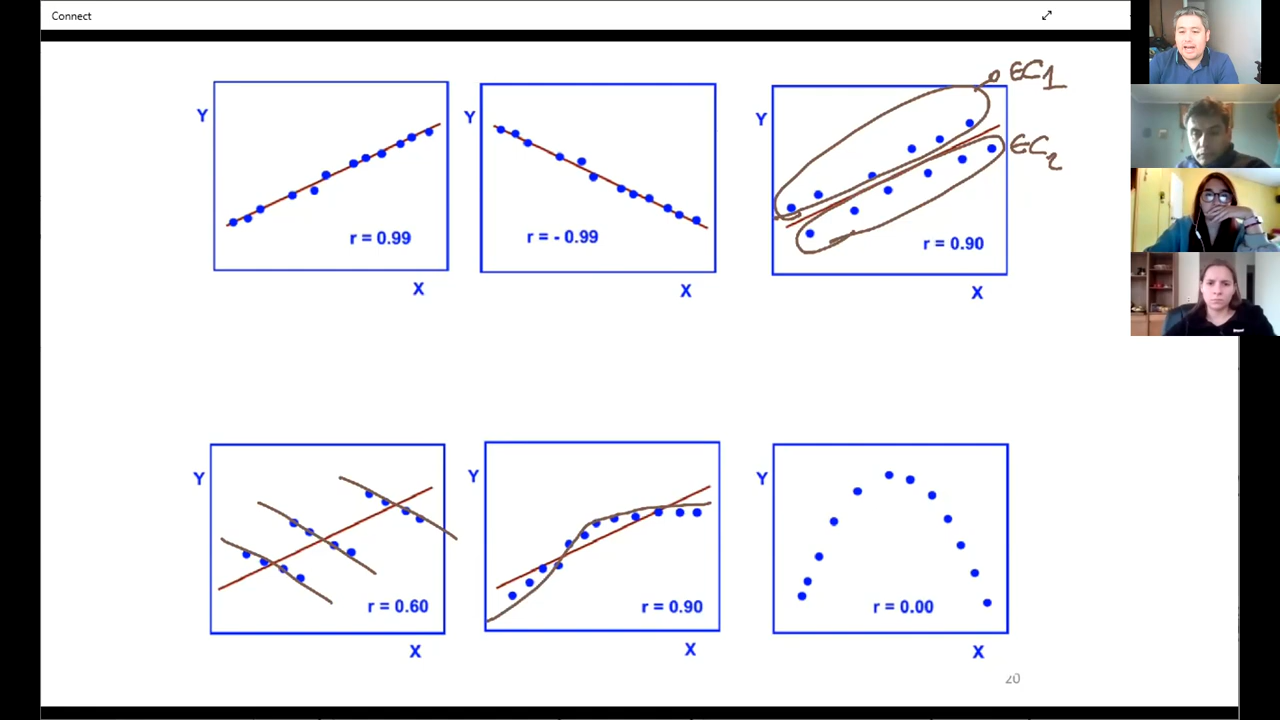 Connect
EC1
Y
Y
Y
EC2
r = 0.99
r = - 0.99
r = 0.90
X
X
X
Y
Y
Y
r = 0.60
r = 0.90
r = 0.00
X
X
X
20